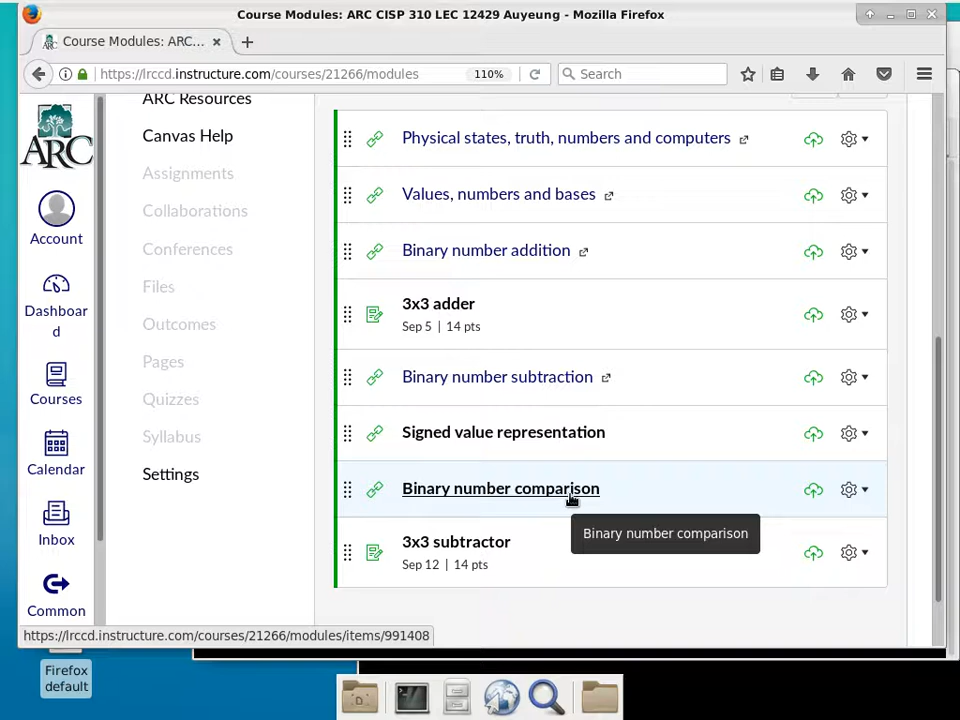 Course Modules: ARC CISP 310 LEC 12429 Auyeung - Mozilla Firefox
Course Modules: ARC...
https://lrccd.instructure.com/courses/21266/modules
110%
Search
ARC
Account
Dashboar
d
Courses
Calendar
Inbox
Common
ARC Resources
Canvas Help
Assignments
Collaborations
Conferences
Files
Outcomes
Pages
Quizzes
Syllabus
Settings
Physical states, truth, numbers and computers
Values, numbers and bases
Binary number addition
3x3 adder
Sep 5 | 14 pts
Binary number subtraction
Signed value representation
Binary number comparison
Binary number comparison
3x3 subtractor
Sep 12 | 14 pts
https://lrccd.instructure.com/courses/21266/modules/items/991408
Firefox
default